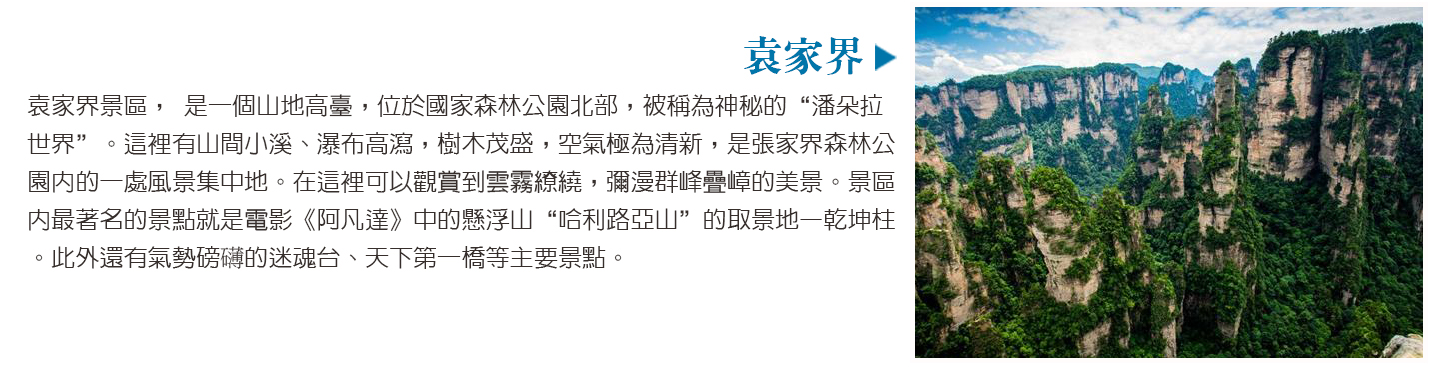 袁家界▶
袁家界景區， 是一個山地高臺，位於國家森林公園北部，被稱為神秘的“潘朵拉
世界”。這裡有山間小溪、瀑布高瀉，樹木茂盛，空氣極為清新，是張家界森林公
園内的一處風景集中地。在這裡可以觀賞到雲霧繚繞，彌漫群峰疊嶂的美景。景區
内最著名的景點就是電影《阿凡達》中的懸浮山“哈利路亞山”的取景地一乾坤柱
。此外還有氣勢磅礴的迷魂台、天下第一橋等主要景點。